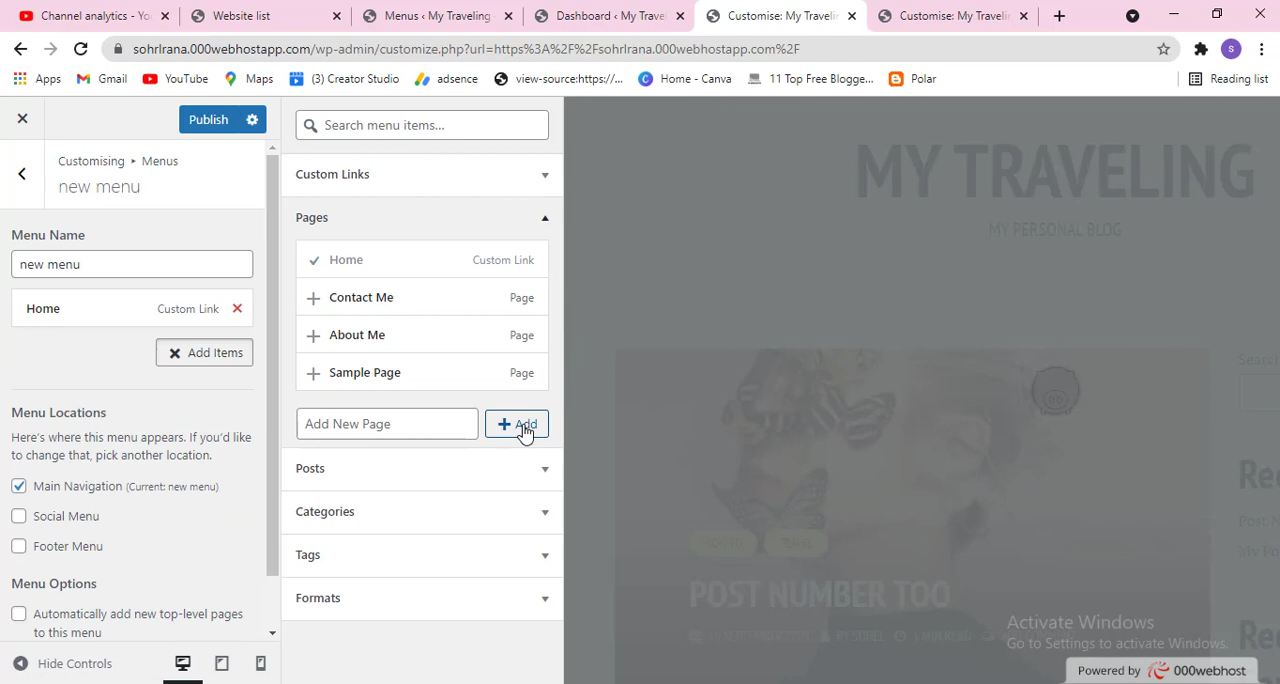 Channel analytics - Yo
Website list
Menus ‹ My Traveling
Dashboard ‹ My Trave
Customise: My Traveli
Customise: My Traveli
sohrlrana.000webhostapp.com/wp-admin/customize.php?url=https%3A%2F%2Fsohrlrana.000webhostapp.com%2F
S
Apps
Gmail
YouTube
Maps
(3) Creator Studio
adsance
view-source:https://...
Home - Canva
11 Top Free Blogge...
Polar
Reading list
Publish
Customising ▸ Menus
new menu
Menu Name
new menu
Home
Custom Link
Add Items
Menu Locations
Here's where this menu appears. If you'd like
to change that, pick another location.
Main Navigation (Current: new menu)
Social Menu
Footer Menu
Menu Options
Automatically add new top-level pages
to this menu
Hide Controls
Search menu items...
Custom Links
Pages
Home
Custom Link
Contact Me
Page
About Me
Page
Sample Page
Page
Add New Page
Add
Posts
Categories
Tags
Formats
MY TRAVELING
MY PERSONAL BLOG
Search
POST NUMBER TOO
Re
Post N
My Po
Re
Activate Windows
Go to Settings to activate Windows.
Powered by 000webhost